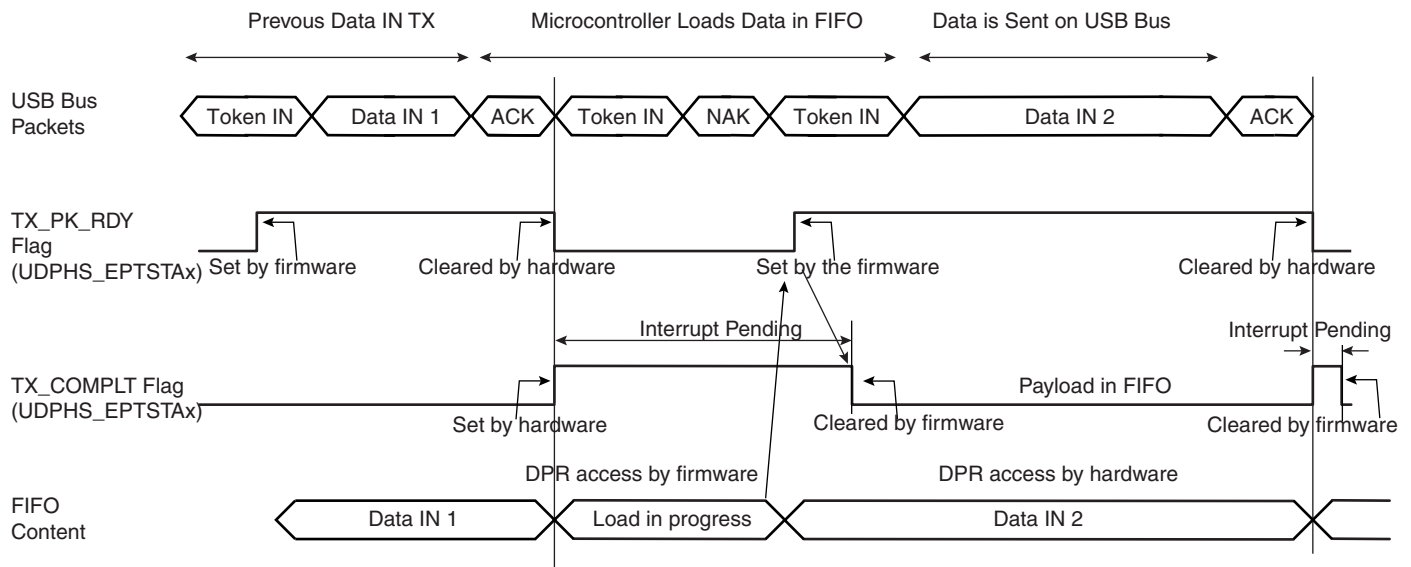 Prevous Data IN TX
Microcontroller Loads Data in FIFO
Data is Sent on USB Bus
USB Bus
Packets
Token IN
Data IN 1
ACK
Token IN
NAK
Token IN
Data IN 2
ACK
TX_PK_RDY
Flag
(UDPHS_EPTSTAx)
Set by firmware
Cleared by hardware
Set by the firmware
Cleared by hardware
Interrupt Pending
Interrupt Pending
TX_COMPLT Flag
(UDPHS_EPTSTAx)
Payload in FIFO
Set by hardware
Cleared by firmware
Cleared by firmware
DPR access by firmware
DPR access by hardware
FIFO
Content
Data IN 1
Load in progress
Data IN 2